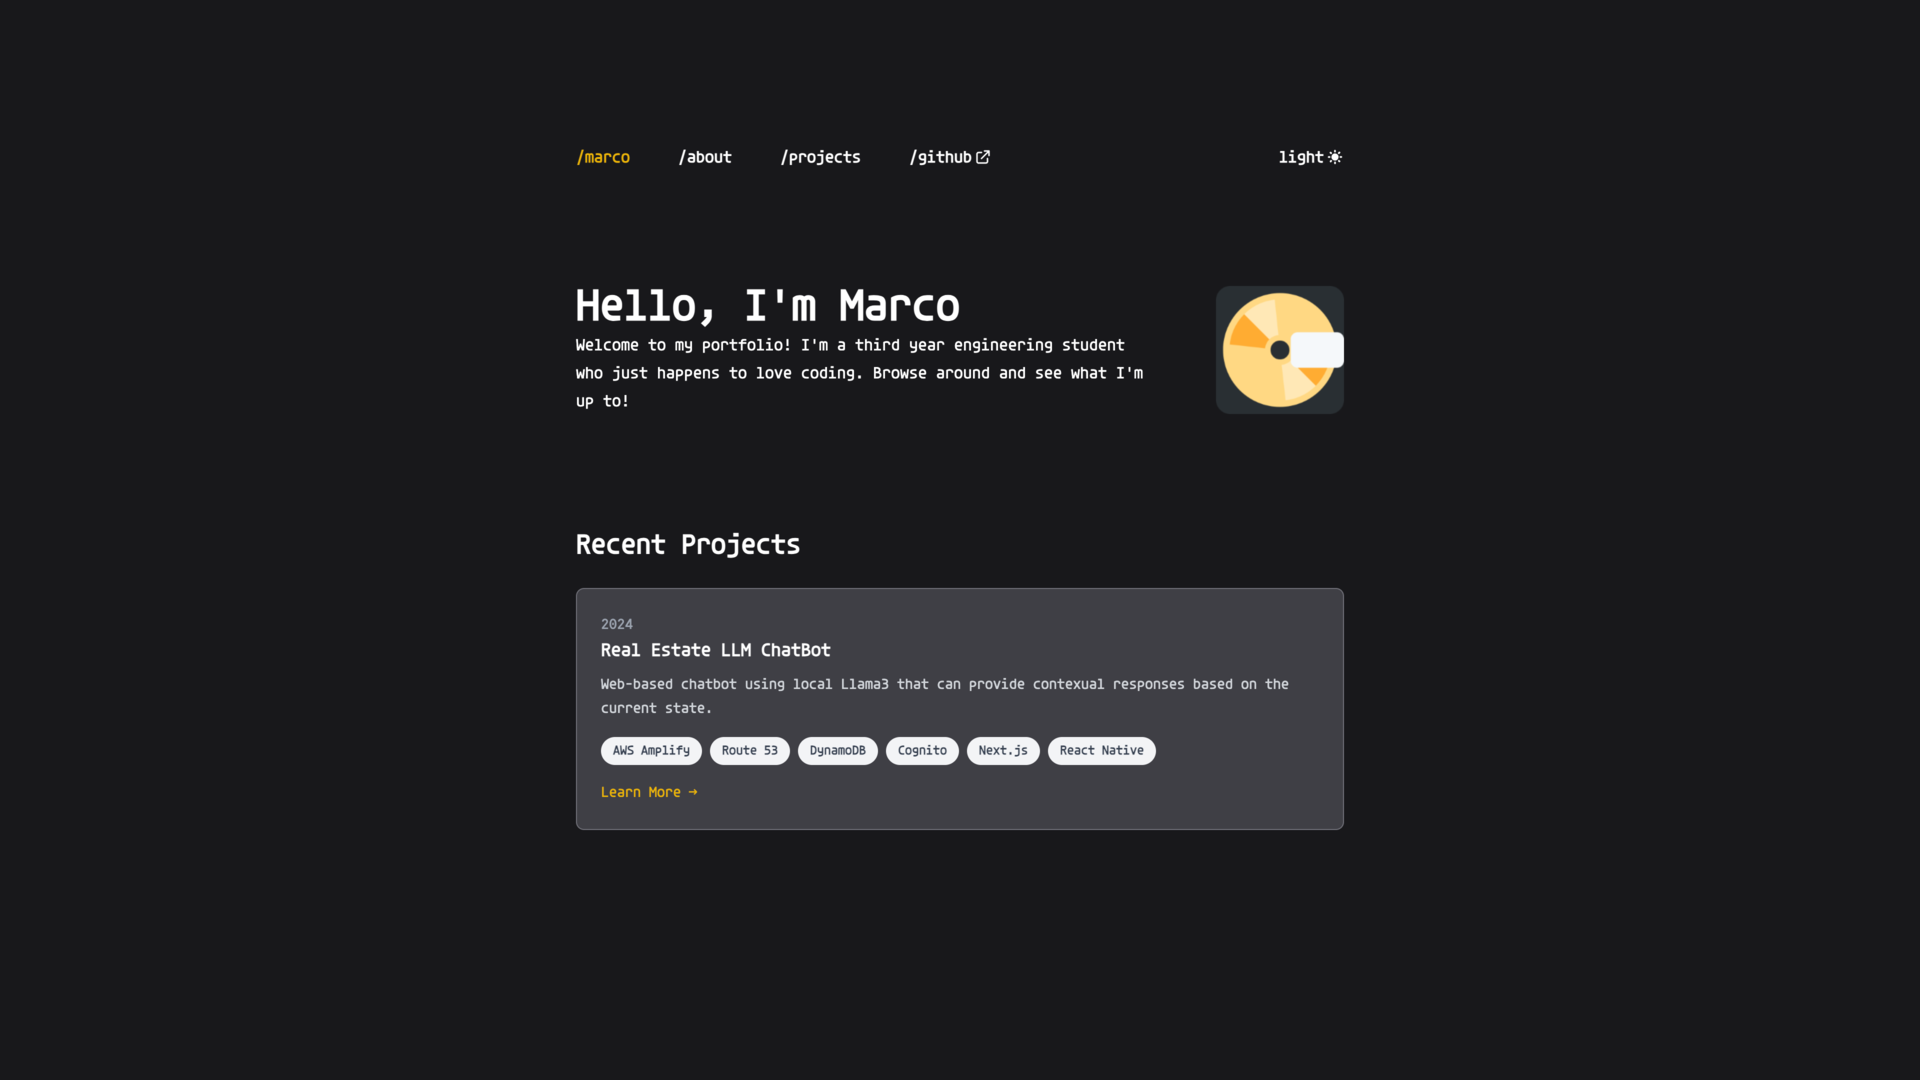 /marco /about /projects /github light
Hello, I'm Marco
Welcome to my portfolio! I'm a third year engineering student
who just happens to love coding. Browse around and see what I'm
up to!
Recent Projects
2024
Real Estate LLM ChatBot
Web-based chatbot using local Llama3 that can provide contexual responses based on the
current state.
AWS Amplify Route 53 DynamoDB Cognito Next.js React Native
Learn More →